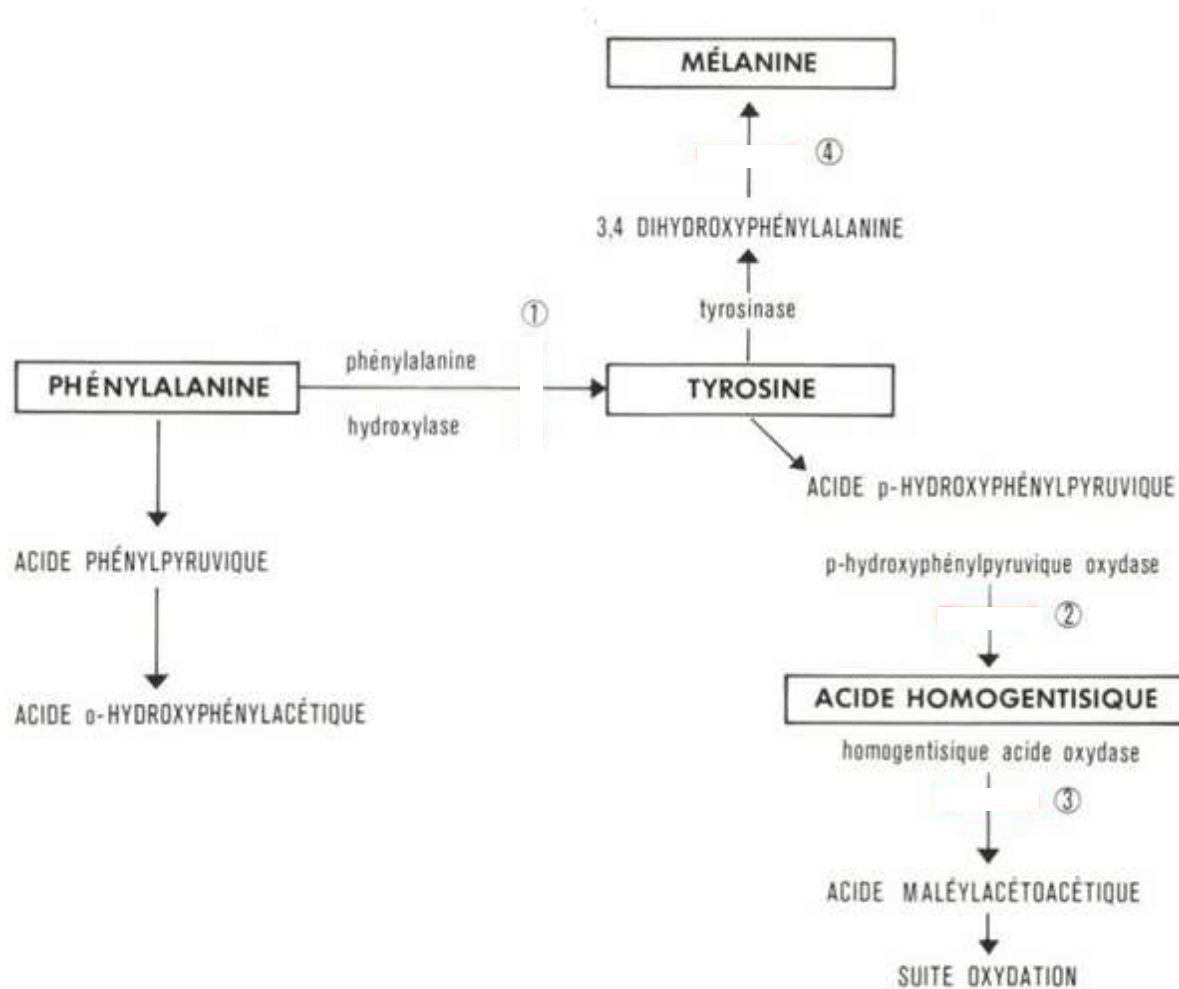 MÉLANINE
④
3,4 DIHYDROXYPHÉNYLALANINE
tyrosinase
①
phénylalanine
PHÉNYLALANINE
hydroxylase
TYROSINE
ACIDE p-HYDROXYPHÉNYLPYRUVIQUE
ACIDE PHÉNYLPYRUVIQUE
p-hydroxyphénylpyruvique oxydase
②
ACIDE HOMOGENTISIQUE
ACIDE o-HYDROXYPHÉNYLACÉTIQUE
homogentisique acide oxydase
③
ACIDE MALÉYLACÉTOACÉTIQUE
SUITE OXYDATION